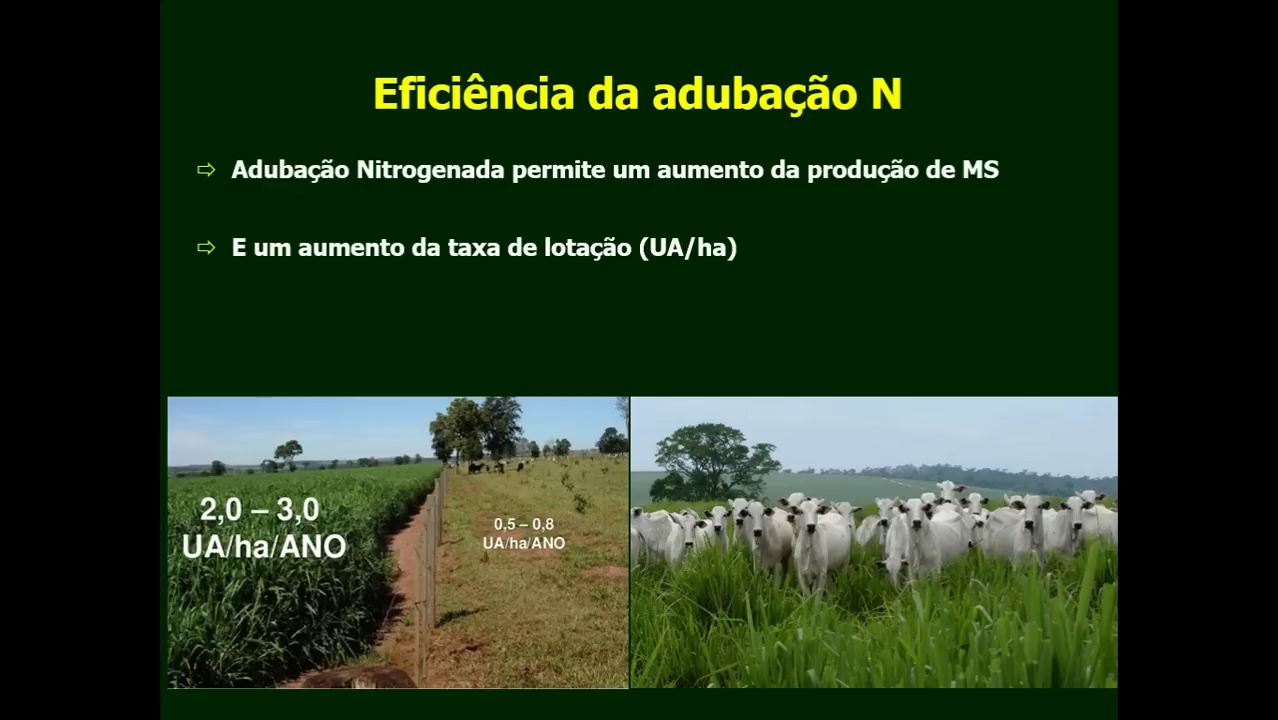 Eficiência da adubação N
⇨ Adubação Nitrogenada permite um aumento da produção de MS
⇨ E um aumento da taxa de lotação (UA/ha)
2,0 – 3,0
UA/ha/ANO
0,5 – 0,8
UA/ha/ANO